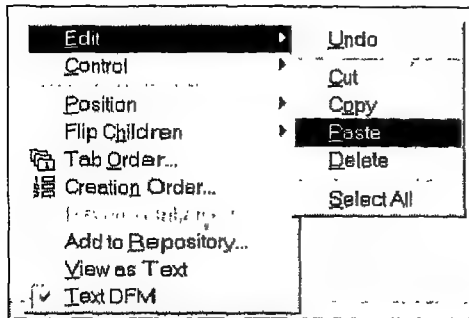 Edit
Control
Position
Flip Children
Tab Order...
Creation Order...
Add to Repository...
View as Text
Text DFM
Undo
Cut
Copy
Paste
Delete
Select All